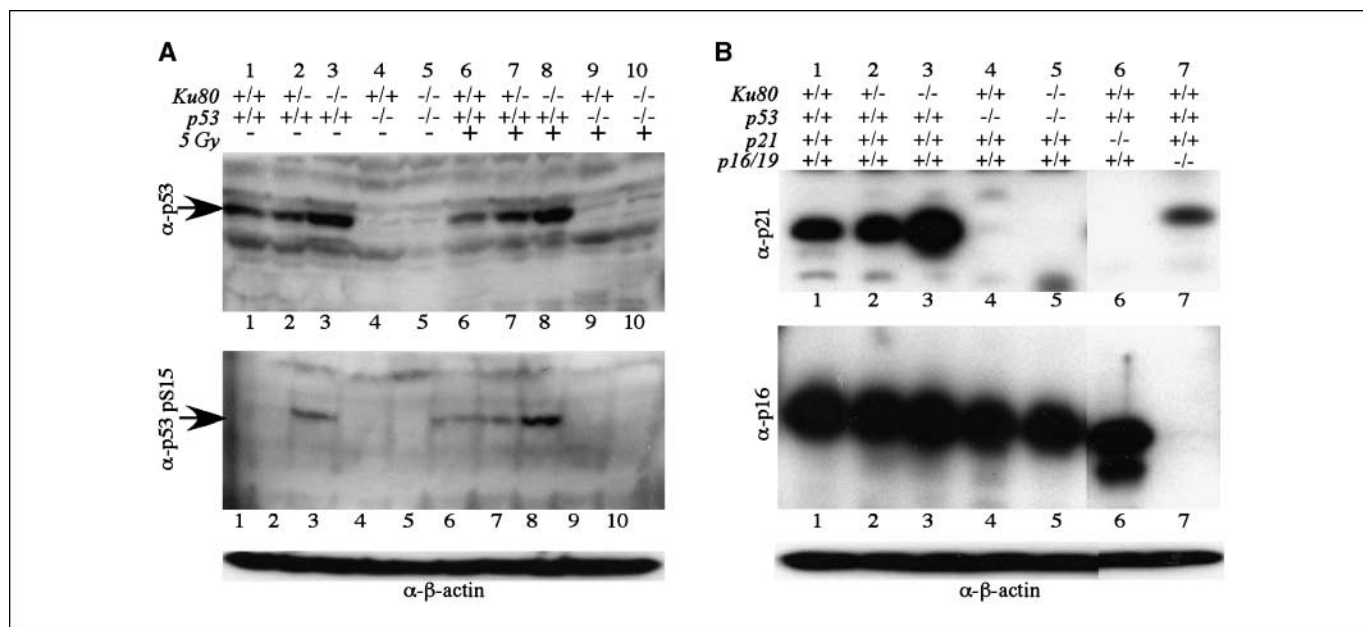 A
1 2 3 4 5 6 7 8 9 10
Ku80 +/+ +/- -/- +/+ -/- +/+ +/- -/- +/+ -/-
p53 +/+ +/+ +/+ -/- -/- +/+ +/+ +/+ -/- -/-
5 Gy - - - - - + + + + +
α-p53
1 2 3 4 5 6 7 8 9 10
α-p53 pS15
1 2 3 4 5 6 7 8 9 10
α-β-actin
B
1 2 3 4 5 6 7
Ku80 +/+ +/- -/- +/+ -/- +/+ +/+
p53 +/+ +/+ +/+ -/- -/- +/+ +/+
p21 +/+ +/+ +/+ +/+ +/+ -/- +/+
p16/19 +/+ +/+ +/+ +/+ +/+ +/+ -/-
α-p21
1 2 3 4 5 6 7
α-p16
1 2 3 4 5 6 7
α-β-actin